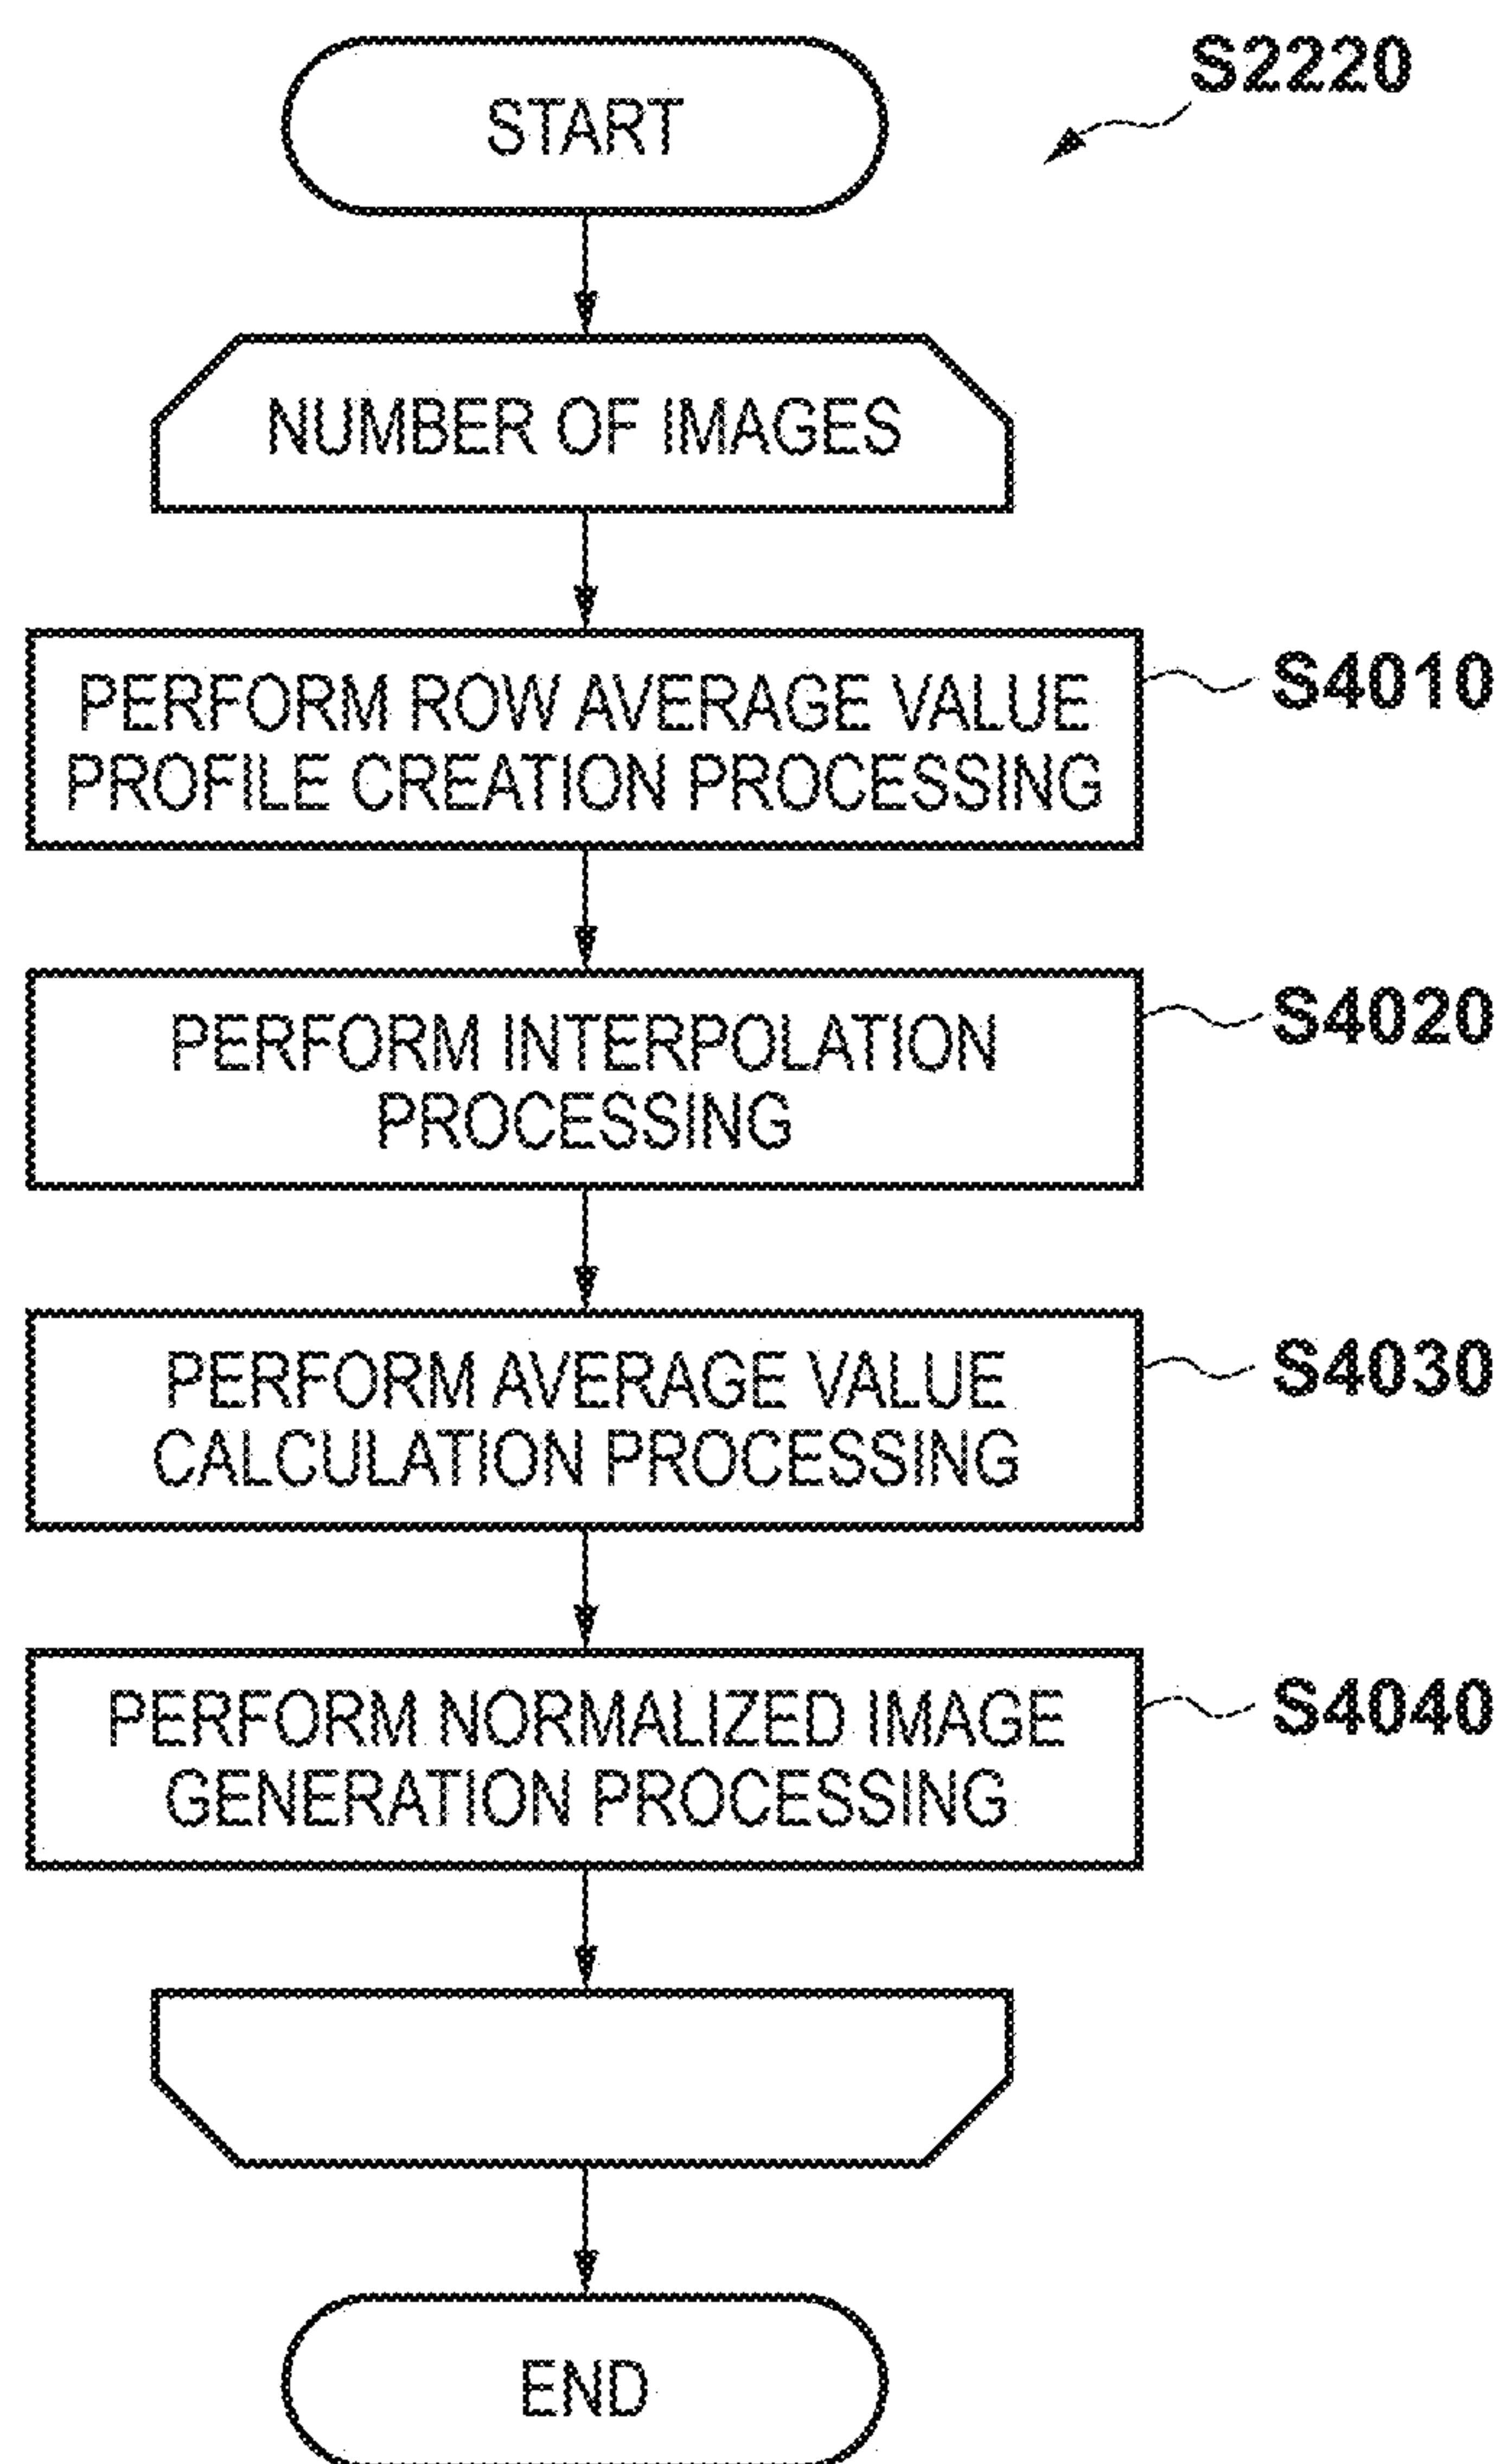 S2220
START
NUMBER OF IMAGES
PERFORM ROW AVERAGE VALUE
PROFILE CREATION PROCESSING
S4010
PERFORM INTERPOLATION
PROCESSING
S4020
PERFORM AVERAGE VALUE
CALCULATION PROCESSING
S4030
PERFORM NORMALIZED IMAGE
GENERATION PROCESSING
S4040
END